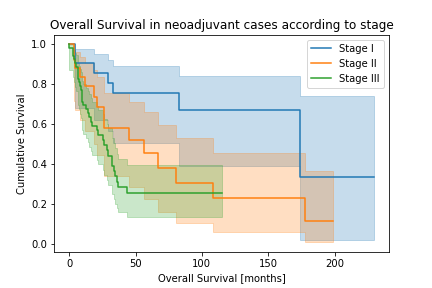 Overall Survival in neoadjuvant cases according to stage
Stage I
Stage II
Stage III
Cumulative Survival
1.0
0.8
0.6
0.4
0.2
0.0
0
50
100
150
200
Overall Survival [months]